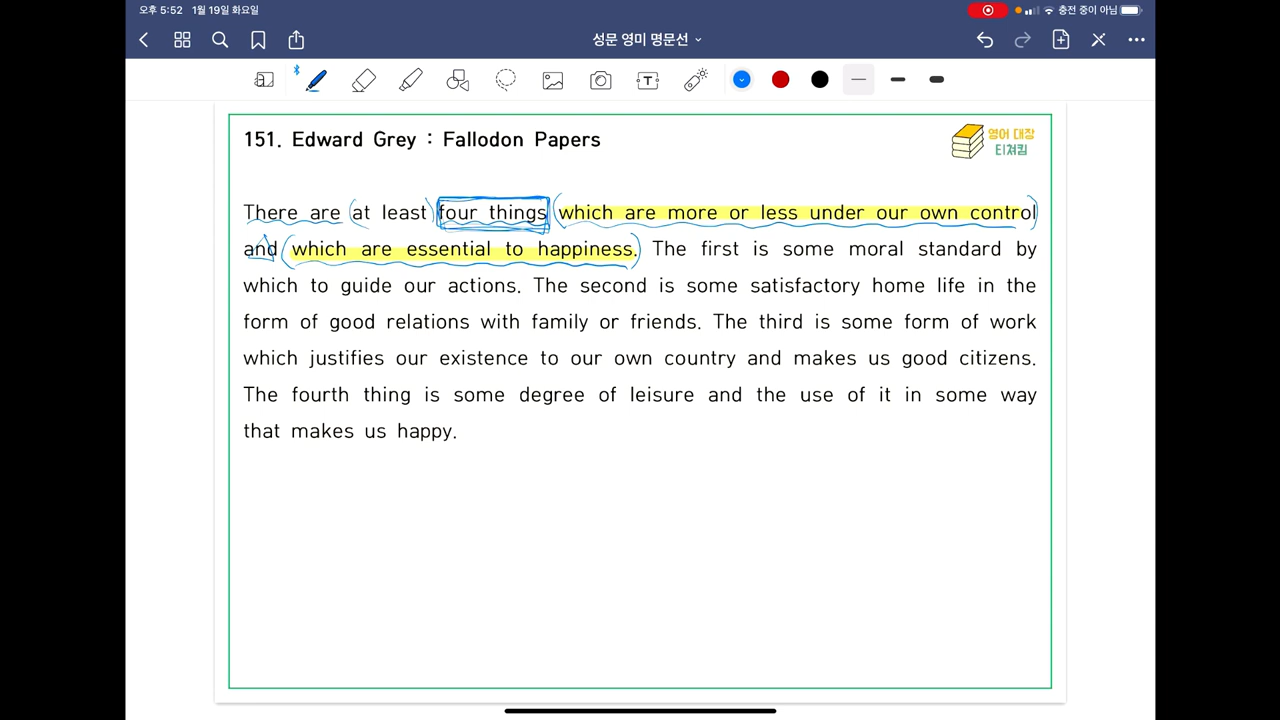 오후 5:52 1월 19일 화요일
충전 중이 아님
성문 영미 명문선
T
151. Edward Grey : Fallodon Papers
영어 대장
티쳐킴
There are at least four things which are more or less under our own control
and which are essential to happiness. The first is some moral standard by
which to guide our actions. The second is some satisfactory home life in the
form of good relations with family or friends. The third is some form of work
which justifies our existence to our own country and makes us good citizens.
The fourth thing is some degree of leisure and the use of it in some way
that makes us happy.